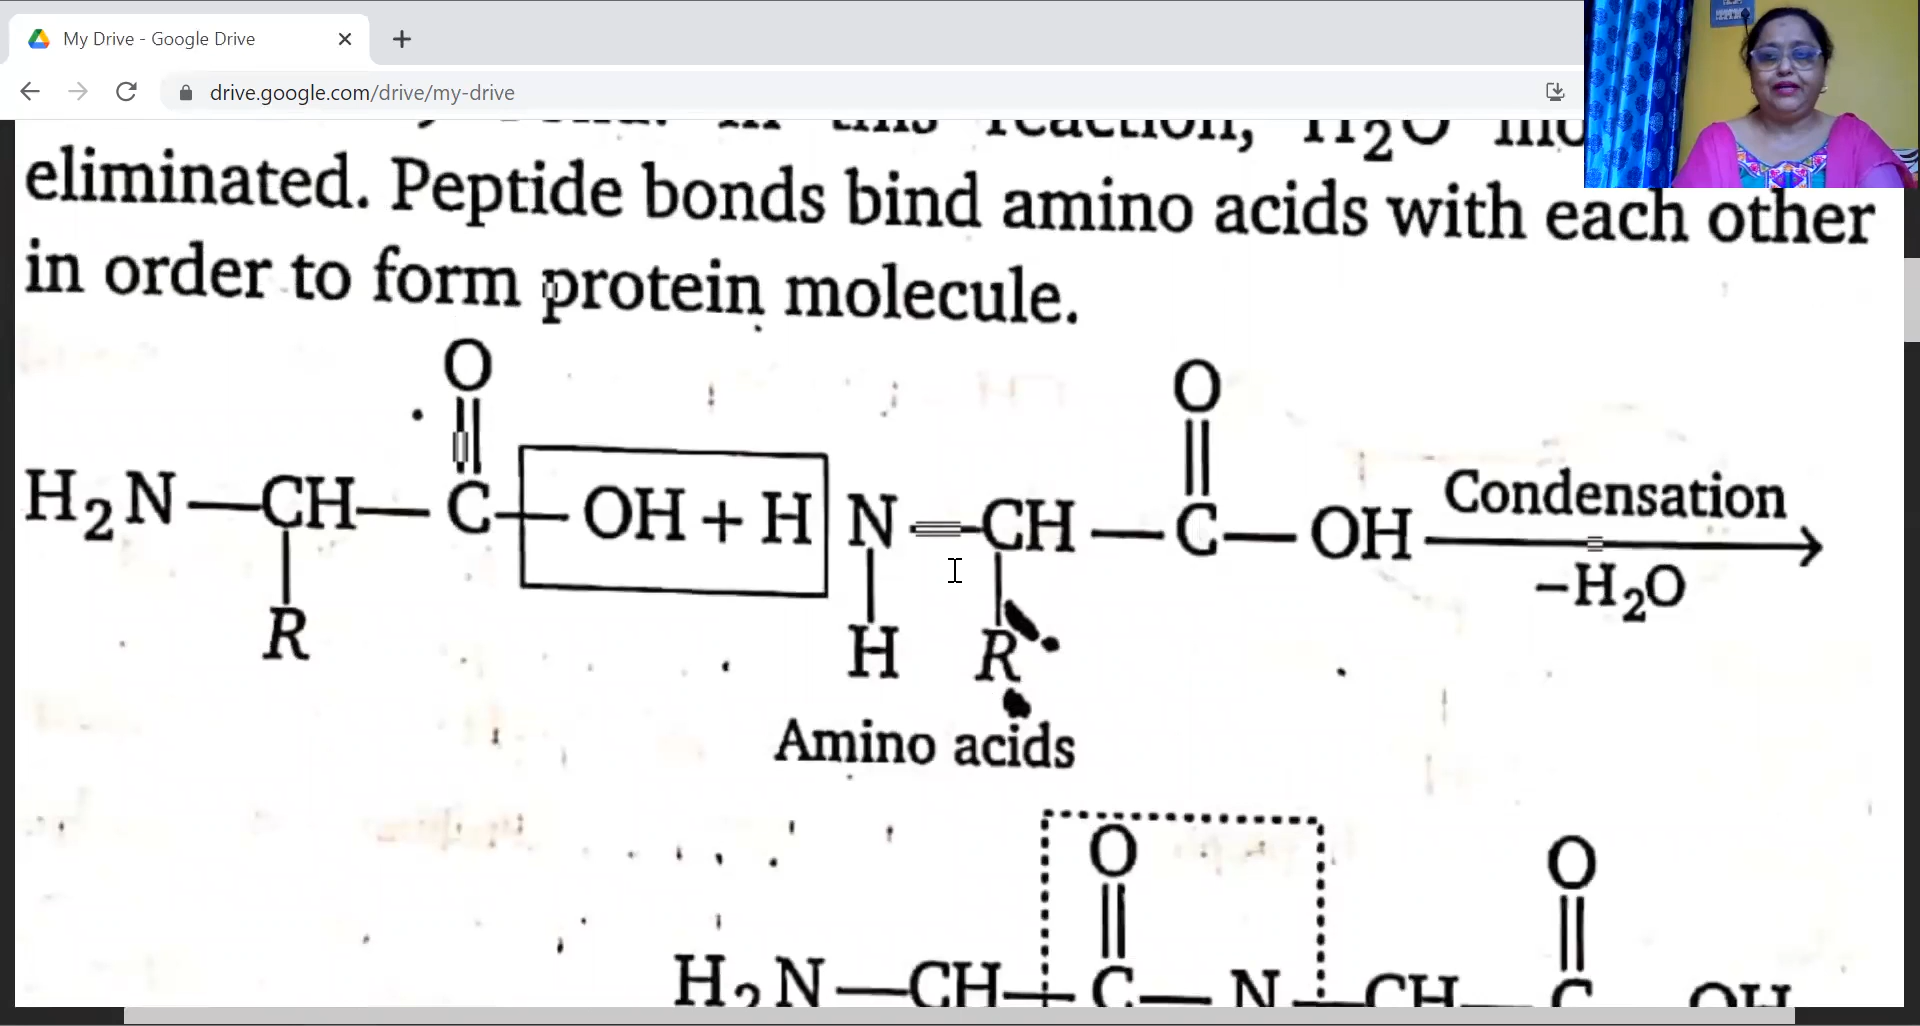 My Drive - Google Drive
drive.google.com/drive/my-drive
reaction, H2O
eliminated. Peptide bonds bind amino acids with each other
in order to form protein molecule.
O O
H2N—CH—C—OH + H N—CH—C—OH Condensation
−H2O
R H R
Amino acids
O O
H2N—CH—C—N—CH—C OH